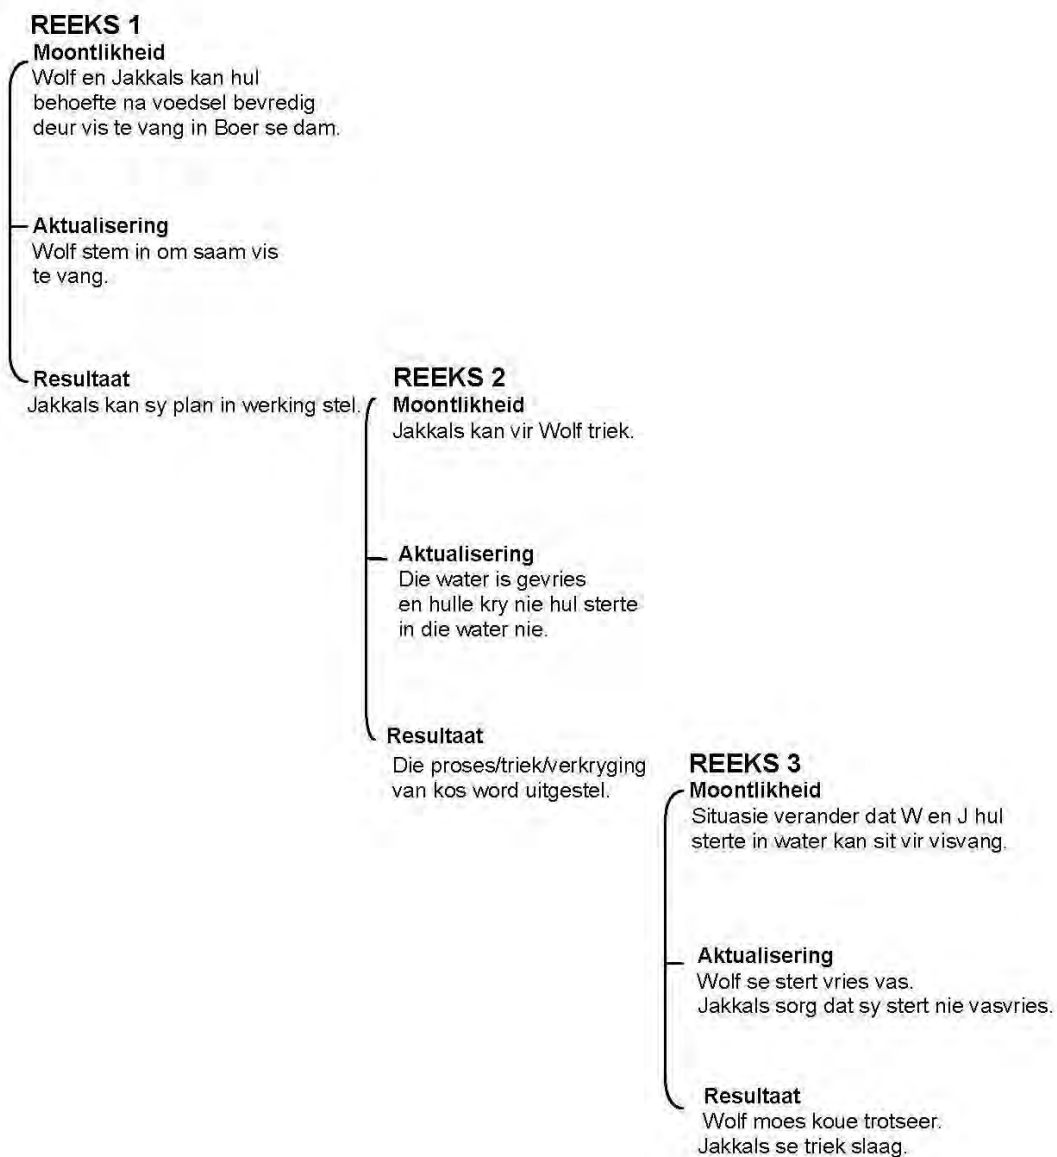 REEKS 1
Moontlikheid
Wolf en Jakkals kan hul
behoefte na voedsel bevredig
deur vis te vang in Boer se dam.
Aktualisering
Wolf stem in om saam vis
te vang.
Resultaat
Jakkals kan sy plan in werking stel.
REEKS 2
Moontlikheid
Jakkals kan vir Wolf triek.
Aktualisering
Die water is gevries
en hulle kry nie hul sterte
in die water nie.
Resultaat
Die proses/triek/verkryging
van kos word uitgestel.
REEKS 3
Moontlikheid
Situasie verander dat W en J hul
sterte in water kan sit vir visvang.
Aktualisering
Wolf se stert vries vas.
Jakkals sorg dat sy stert nie vasvries.
Resultaat
Wolf moes koue trotseer.
Jakkals se triek slaag.